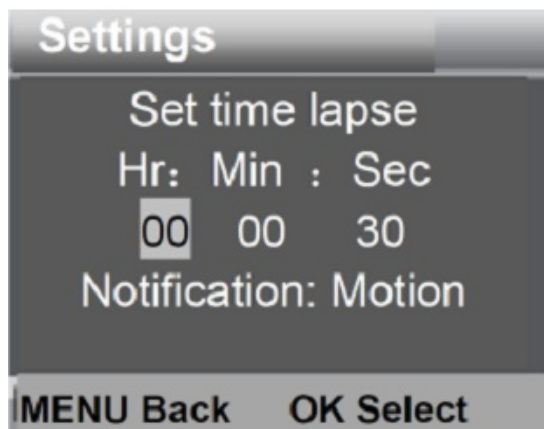 Settings
Set time lapse
Hr: Min : Sec
00 00 30
Notification: Motion
MENU Back OK Select